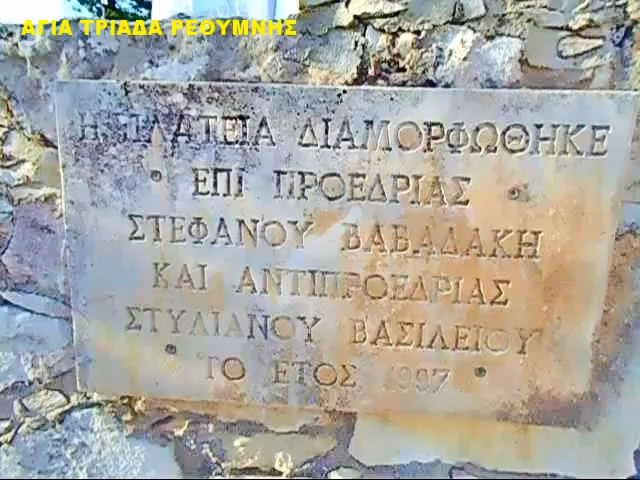 ΑΓΙΑ ΤΡΙΑΔΑ ΡΕΘΥΜΝΗΣ
Η ΠΛΑΤΕΙΑ ΔΙΑΜΟΡΦΩΘΗΚΕ
• ΕΠΙ ΠΡΟΕΔΡΙΑΣ •
ΣΤΕΦΑΝΟΥ ΒΑΒΑΔΑΚΗ
ΚΑΙ ΑΝΤΙΠΡΟΕΔΡΙΑΣ
ΣΤΥΛΙΑΝΟΥ ΒΑΣΙΛΕΙΟΥ
• ΤΟ ΕΤΟΣ 1997 •